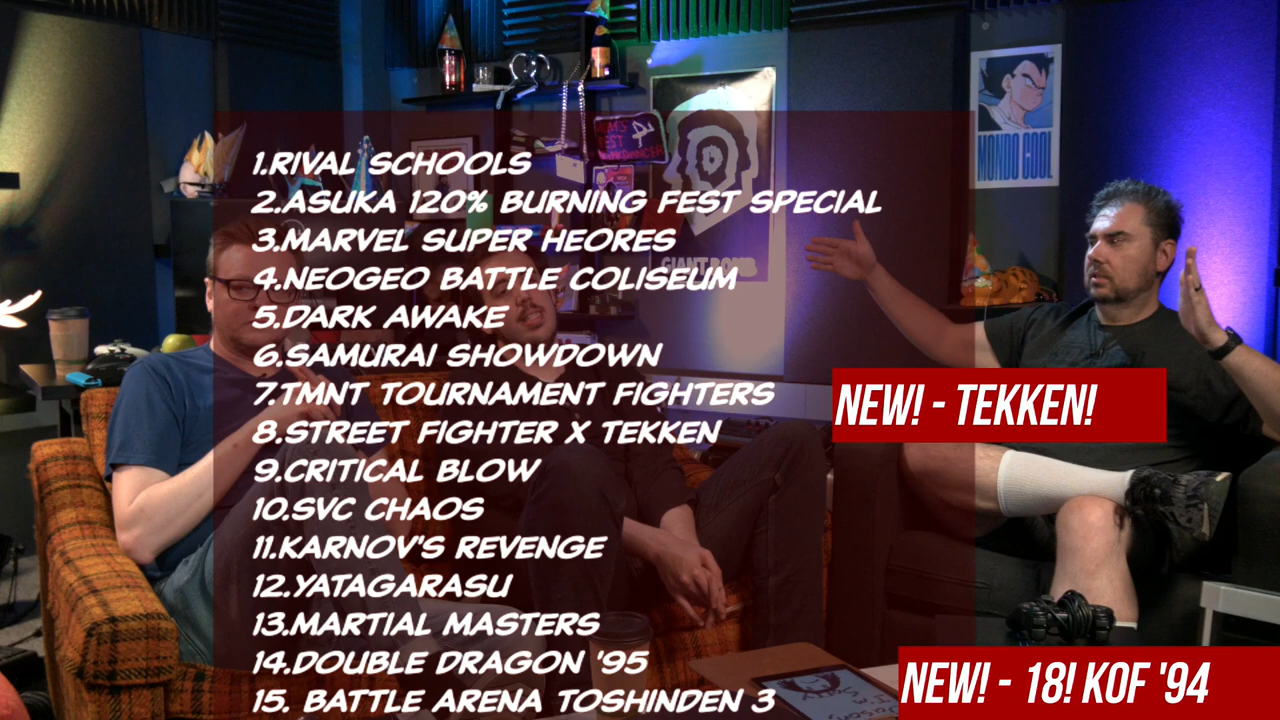 1.RIVAL SCHOOLS
2.ASUKA 120% BURNING FEST SPECIAL
3.MARVEL SUPER HEORES
4.NEOGEO BATTLE COLISEUM
5.DARK AWAKE
6.SAMURAI SHOWDOWN
7.TMNT TOURNAMENT FIGHTERS
8.STREET FIGHTER X TEKKEN
9.CRITICAL BLOW
10.SVC CHAOS
11.KARNOV'S REVENGE
12.YATAGARASU
13.MARTIAL MASTERS
14.DOUBLE DRAGON '95
15. BATTLE ARENA TOSHINDEN 3
NEW! - TEKKEN!
NEW! - 18! KOF '94
GIANT BOMB
MONDO COOL